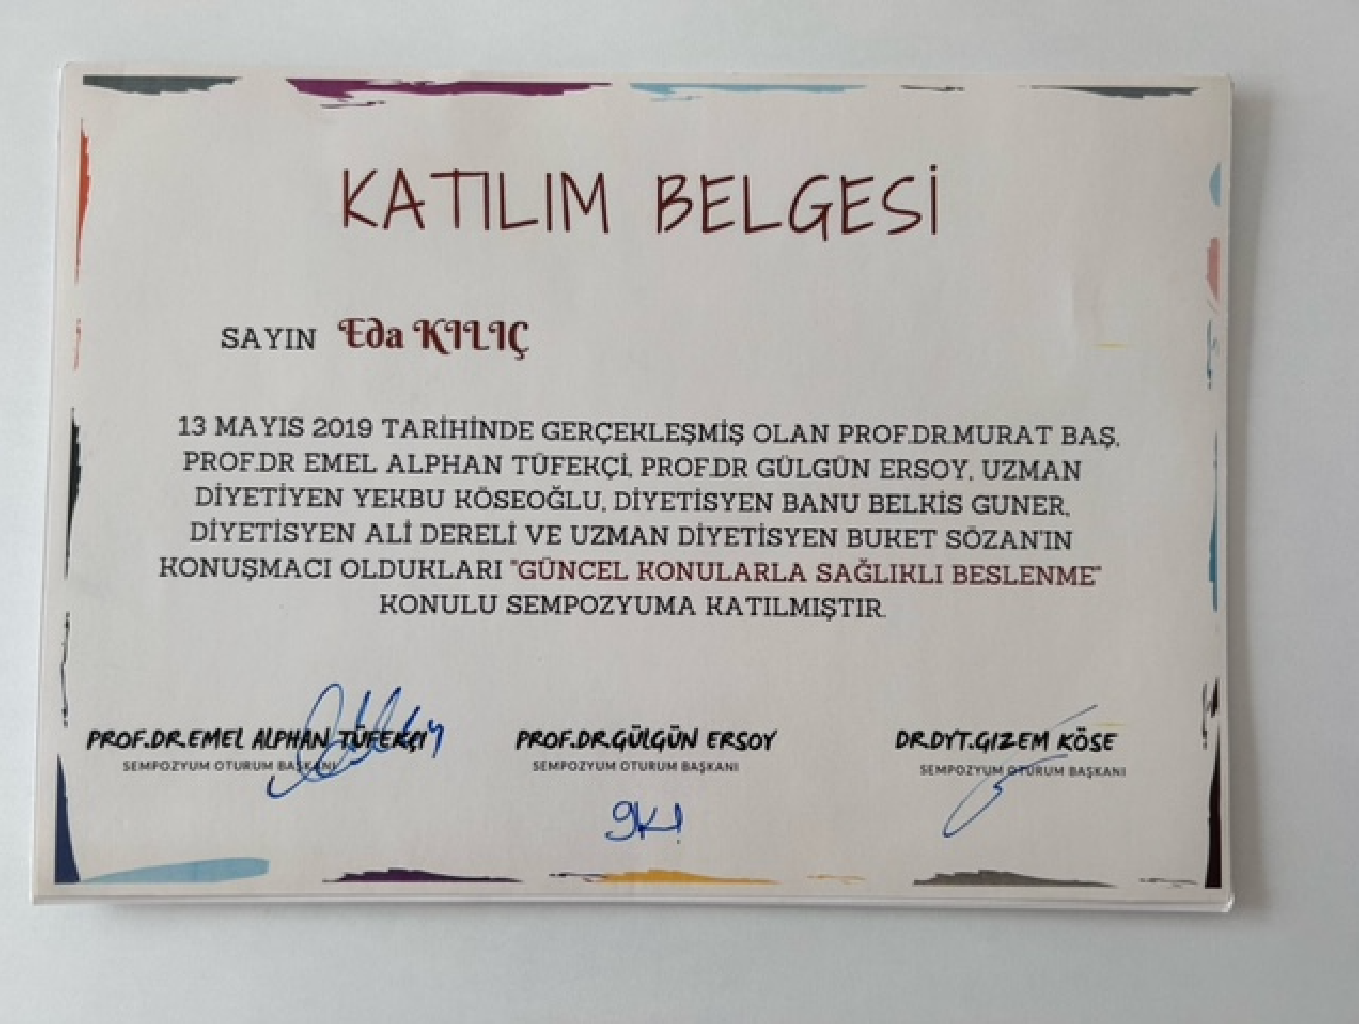 KATILIM BELGESİ
SAYIN Eda KILIÇ
13 MAYIS 2019 TARİHİNDE GERÇEKLEŞMİŞ OLAN PROF.DR.MURAT BAŞ,
PROF.DR EMEL ALPHAN TÜFEKÇİ, PROF.DR GÜLGÜN ERSOY, UZMAN
DİYETİYEN YEKBU KÖSEOĞLU, DİYETİSYEN BANU BELKİS GUNER,
DİYETİSYEN ALİ DERELİ VE UZMAN DİYETİSYEN BUKET SÖZAN'IN
KONUŞMACI OLDUKLARI "GÜNCEL KONULARLA SAĞLIKLI BESLENME"
KONULU SEMPOZYUMA KATILMIŞTIR.
PROF.DR.EMEL ALPHAN TÜFEKÇİ PROF.DR.GÜLGÜN ERSOY DR.DYT.GIZEM KÖSE
SEMPOZYUM OTURUM BAŞKANI SEMPOZYUM OTURUM BAŞKANI SEMPOZYUM OTURUM BAŞKANI